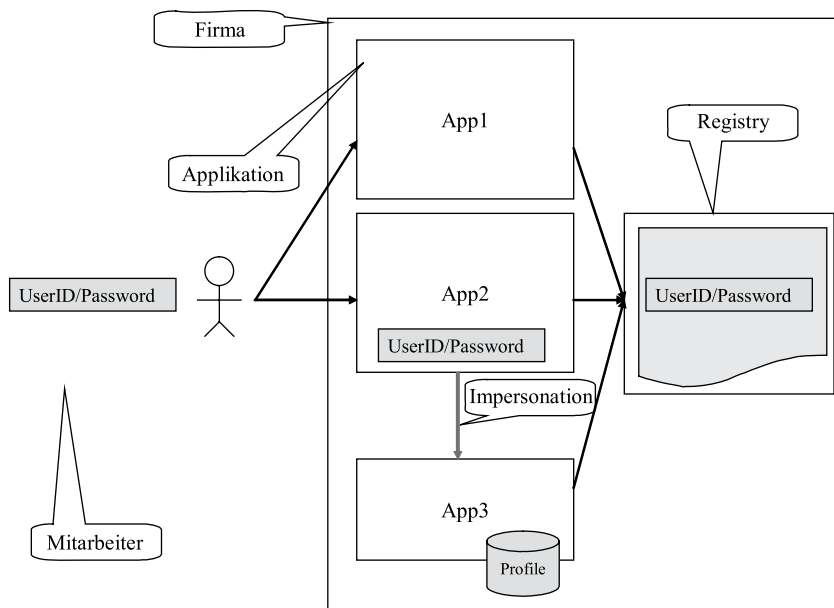 Firma
App1
Registry
Applikation
UserID/Password
App2
UserID/Password
UserID/Password
Impersonation
App3
Mitarbeiter
Profile